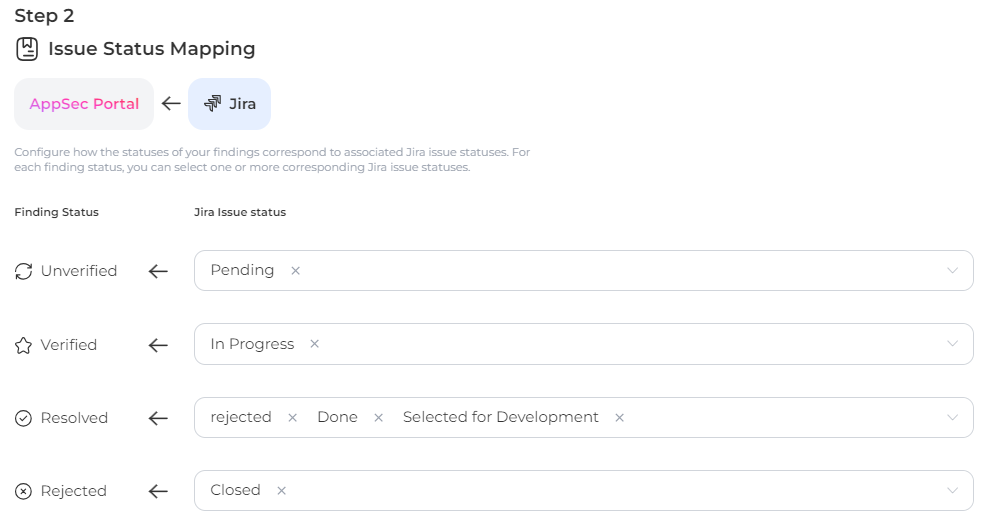 Step 2
Issue Status Mapping
AppSec Portal Jira
Configure how the statuses of your findings correspond to associated Jira issue statuses. For
each finding status, you can select one or more corresponding Jira issue statuses.
Finding Status Jira Issue status
Unverified Pending
Verified In Progress
Resolved rejected Done Selected for Development
Rejected Closed